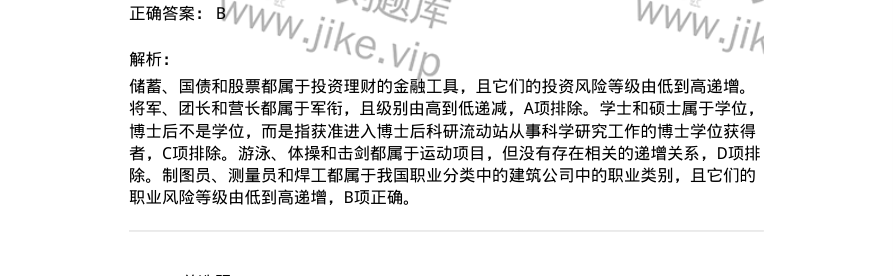 正确答案： B
解析：
储蓄、国债和股票都属于投资理财的金融工具，且它们的投资风险等级由低到高递增。
将军、团长和营长都属于军衔，且级别由高到低递减，A项排除。学士和硕士属于学位，
博士后不是学位，而是指获准进入博士后科研流动站从事科学研究工作的博士学位获得
者，C项排除。游泳、体操和击剑都属于运动项目，但没有存在相关的递增关系，D项排
除。制图员、测量员和焊工都属于我国职业分类中的建筑公司中的职业类别，且它们的
职业风险等级由低到高递增，B项正确。
题库
www.jike.vip
www.jik